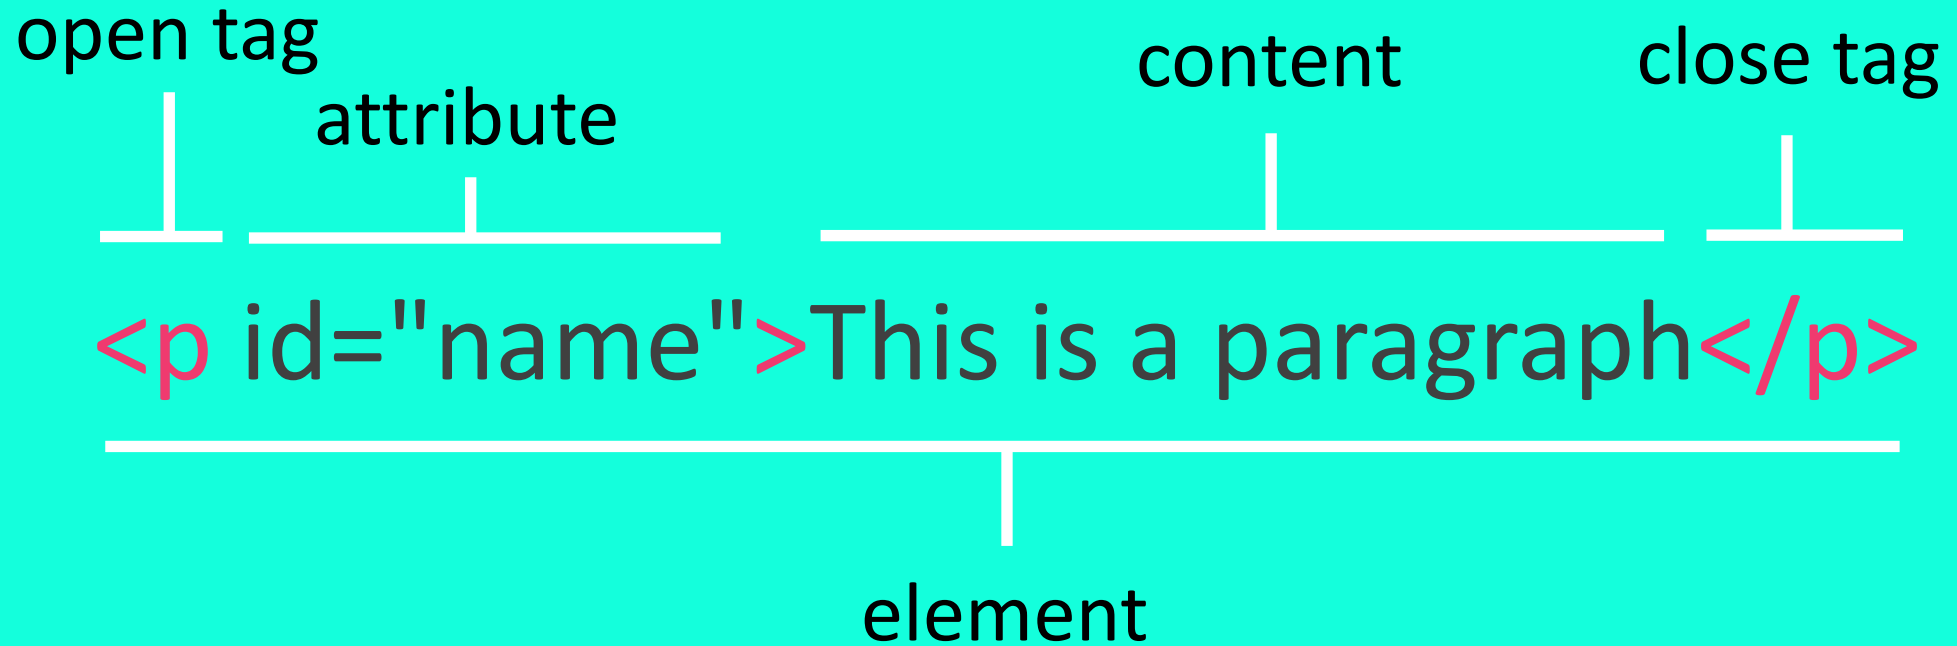 open tag
attribute
content
close tag
<p id="name">This is a paragraph</p>
element